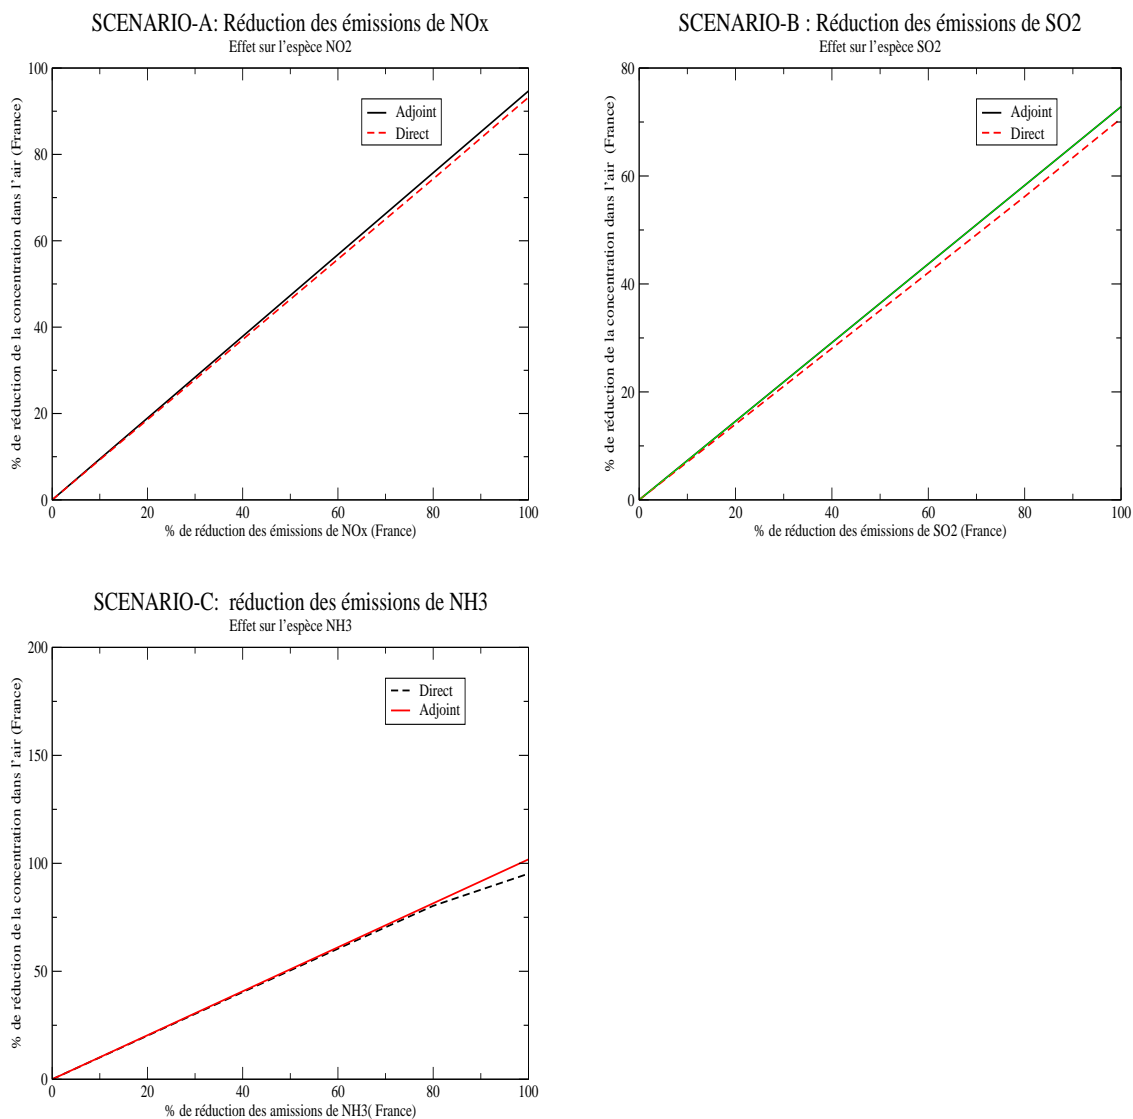 SCENARIO-A: Réduction des émissions de NOx
Effet sur l'espèce NO2
% de réduction de la concentration dans l'air (France)
100
80
60
40
20
0
Adjoint
Direct
0 20 40 60 80 100
% de réduction des émissions de NOx (France)
SCENARIO-B : Réduction des émissions de SO2
Effet sur l'espèce SO2
% de réduction de la concentration dans l'air (France)
80
60
40
20
0
Adjoint
Direct
0 20 40 60 80 100
% de réduction des émissions de SO2 (France)
SCENARIO-C: réduction des émissions de NH3
Effet sur l'espèce NH3
% de réduction de la concentration dans l'air (France)
200
150
100
50
0
Direct
Adjoint
0 20 40 60 80 100
% de réduction des amissions de NH3( France)